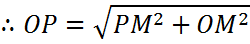 ∴ OP = √(PM² + OM²)